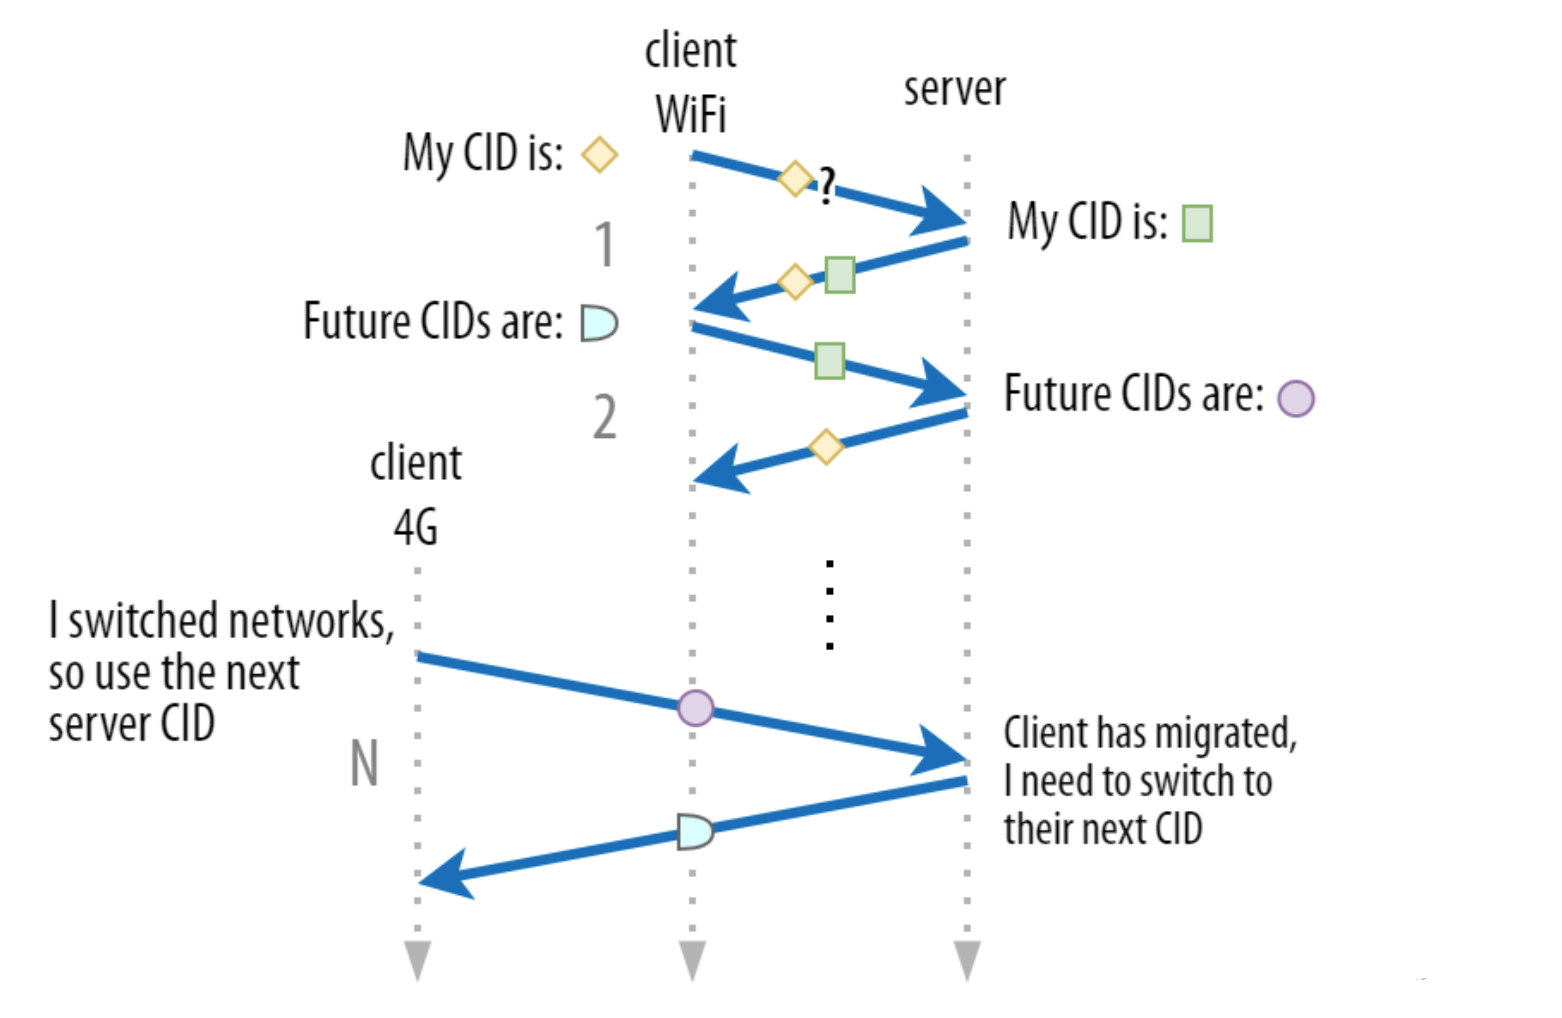 client
WiFi
server
My CID is:
?
My CID is:
1
Future CIDs are:
Future CIDs are:
2
client
4G
I switched networks,
so use the next
server CID
N
Client has migrated,
I need to switch to
their next CID